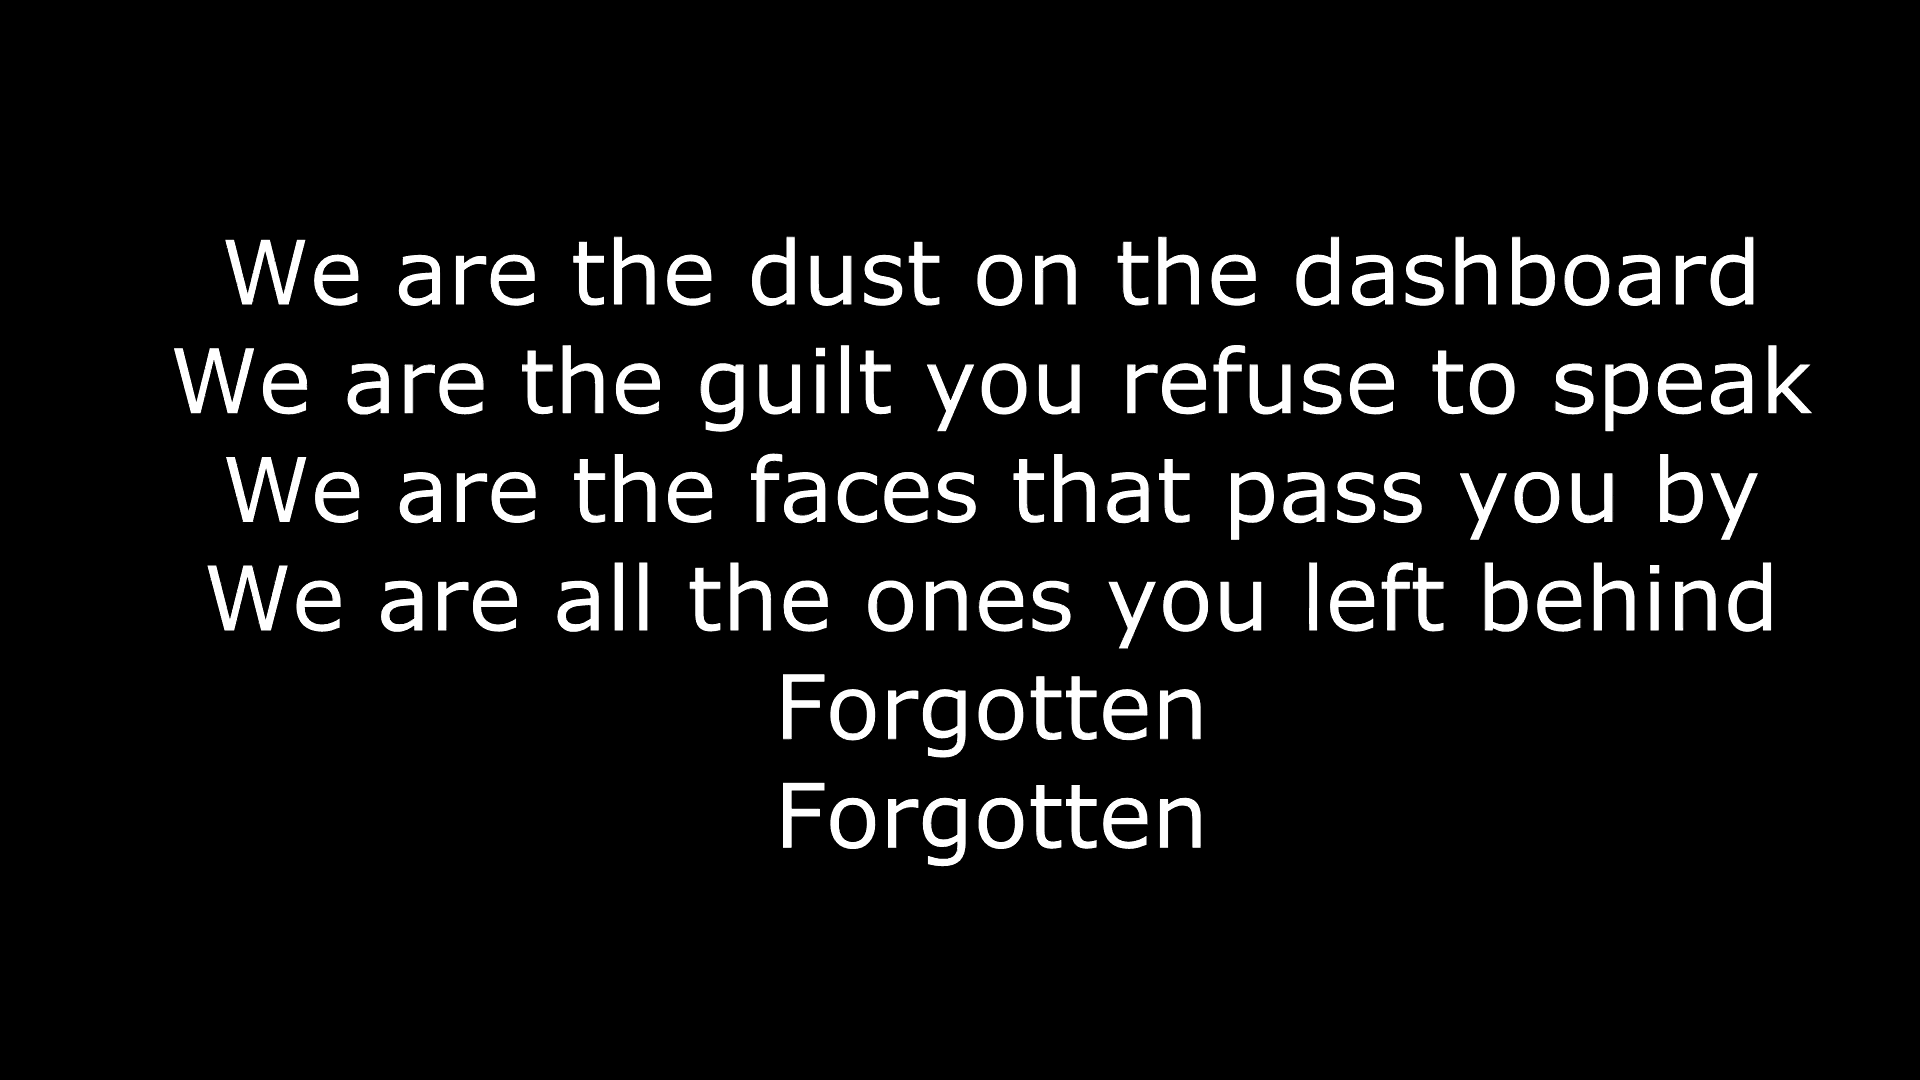 We are the dust on the dashboard
We are the guilt you refuse to speak
We are the faces that pass you by
We are all the ones you left behind
Forgotten
Forgotten